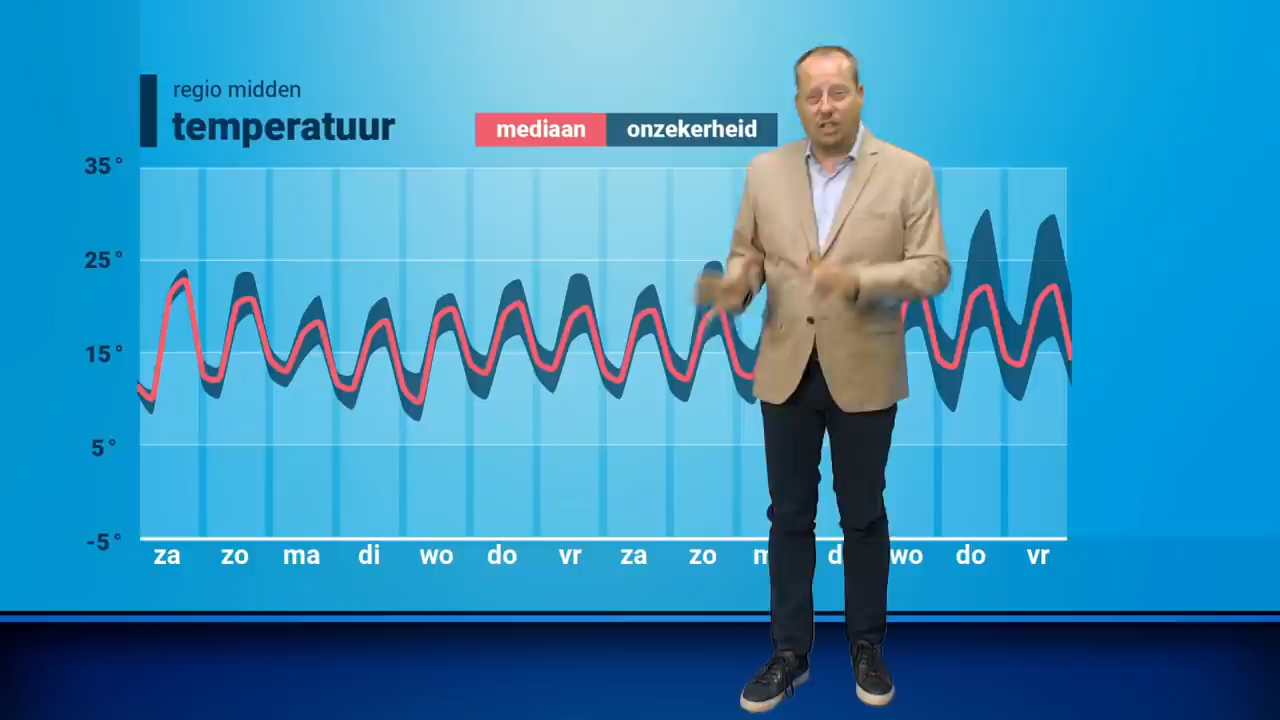 regio midden
temperatuur
mediaan onzekerheid
35°
25°
15°
5°
-5°
za zo ma di wo do vr za zo m d wo do vr